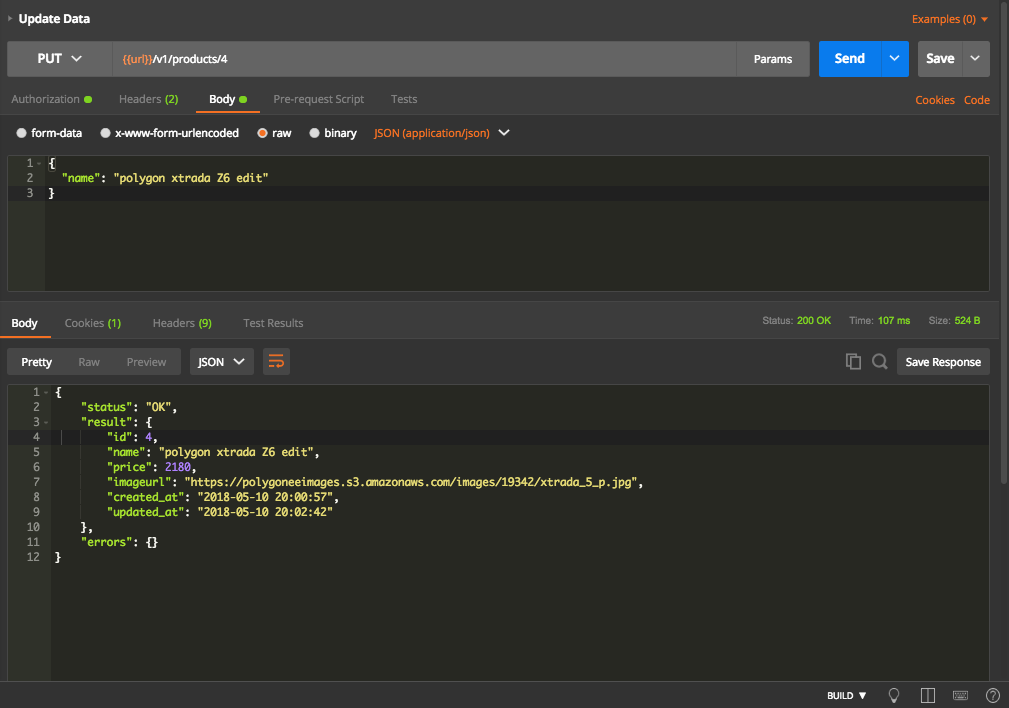 Update Data Examples (0)
PUT {{url}}/v1/products/4 Params Send Save
Authorization Headers (2) Body Pre-request Script Tests Cookies Code
form-data x-www-form-urlencoded raw binary JSON (application/json)
1 {
2 "name": "polygon xtrada Z6 edit"
3 }
Body Cookies (1) Headers (9) Test Results Status: 200 OK Time: 107 ms Size: 524 B
Pretty Raw Preview JSON Save Response
1 {
2 "status": "OK",
3 "result": {
4 "id": 4,
5 "name": "polygon xtrada Z6 edit",
6 "price": 2180,
7 "imageurl": "https://polygoneeimages.s3.amazonaws.com/images/19342/xtrada_5_p.jpg",
8 "created_at": "2018-05-10 20:00:57",
9 "updated_at": "2018-05-10 20:02:42"
10 },
11 "errors": {}
12 }
BUILD